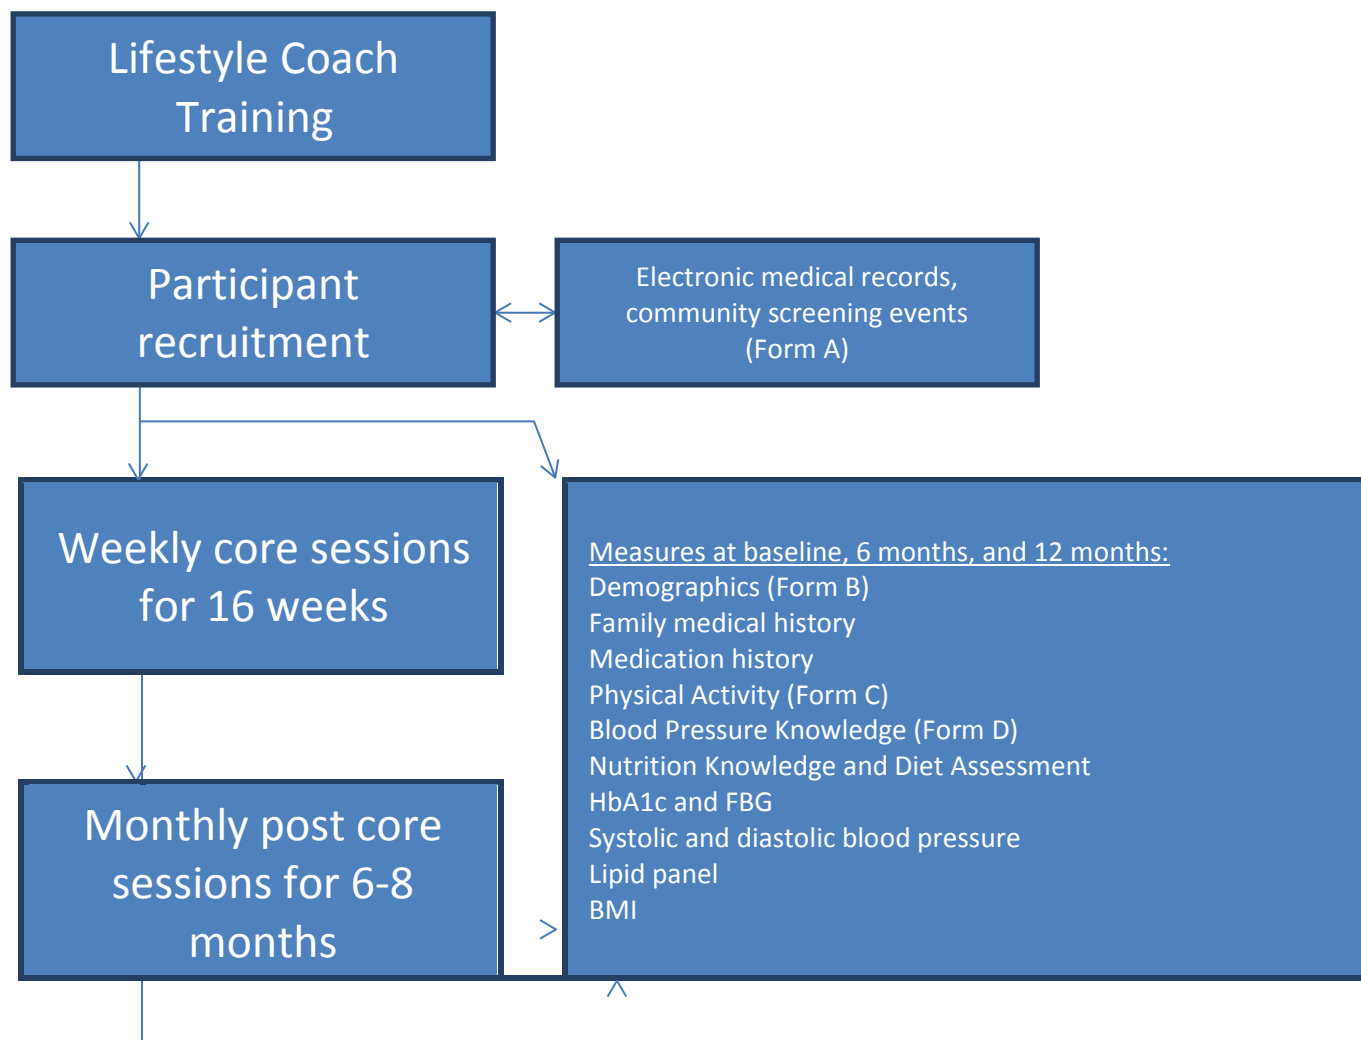 Lifestyle Coach
Training
Participant
recruitment
Electronic medical records,
community screening events
(Form A)
Weekly core sessions
for 16 weeks
Measures at baseline, 6 months, and 12 months:
Demographics (Form B)
Family medical history
Medication history
Physical Activity (Form C)
Blood Pressure Knowledge (Form D)
Nutrition Knowledge and Diet Assessment
HbA1c and FBG
Systolic and diastolic blood pressure
Lipid panel
BMI
Monthly post core
sessions for 6-8
months